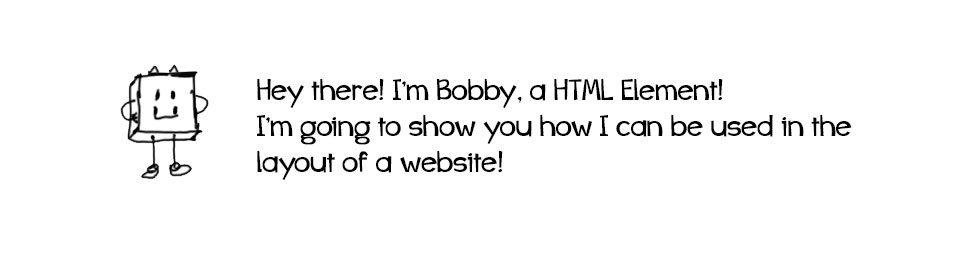 Hey there! I'm Bobby, a HTML Element!
I'm going to show you how I can be used in the
layout of a website!